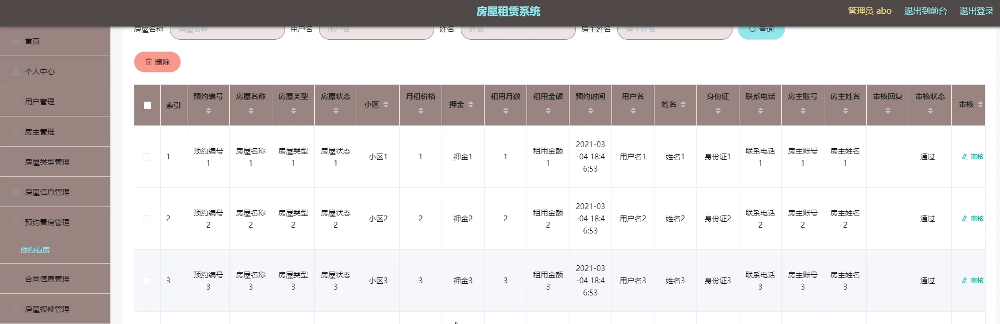 房屋租赁系统
管理员 abo 退出到前台 退出登录
房屋名称 房屋名称 用户名 用户名 姓名 姓名 房主姓名 房主姓名 查询
首页
个人中心
用户管理
房主管理
房屋类型管理
房屋信息管理
预约看房管理
预约看房
合同信息管理
房屋报修管理
删除
索引 预约编号 房屋名称 房屋类型 房屋状态 小区 月租价格 押金 租用月数 租用金额 预约时间 用户名 姓名 身份证 联系电话 房主账号 房主姓名 审核回复 审核状态 审核
1 预约编号1 房屋名称1 房屋类型1 房屋状态1 小区1 1 押金1 1 租用金额1 2021-03-04 18:46:53 用户名1 姓名1 身份证1 联系电话1 房主账号1 房主姓名1 通过 审核
2 预约编号2 房屋名称2 房屋类型2 房屋状态2 小区2 2 押金2 2 租用金额2 2021-03-04 18:46:53 用户名2 姓名2 身份证2 联系电话2 房主账号2 房主姓名2 通过 审核
3 预约编号3 房屋名称3 房屋类型3 房屋状态3 小区3 3 押金3 3 租用金额3 2021-03-04 18:46:53 用户名3 姓名3 身份证3 联系电话3 房主账号3 房主姓名3 通过 审核